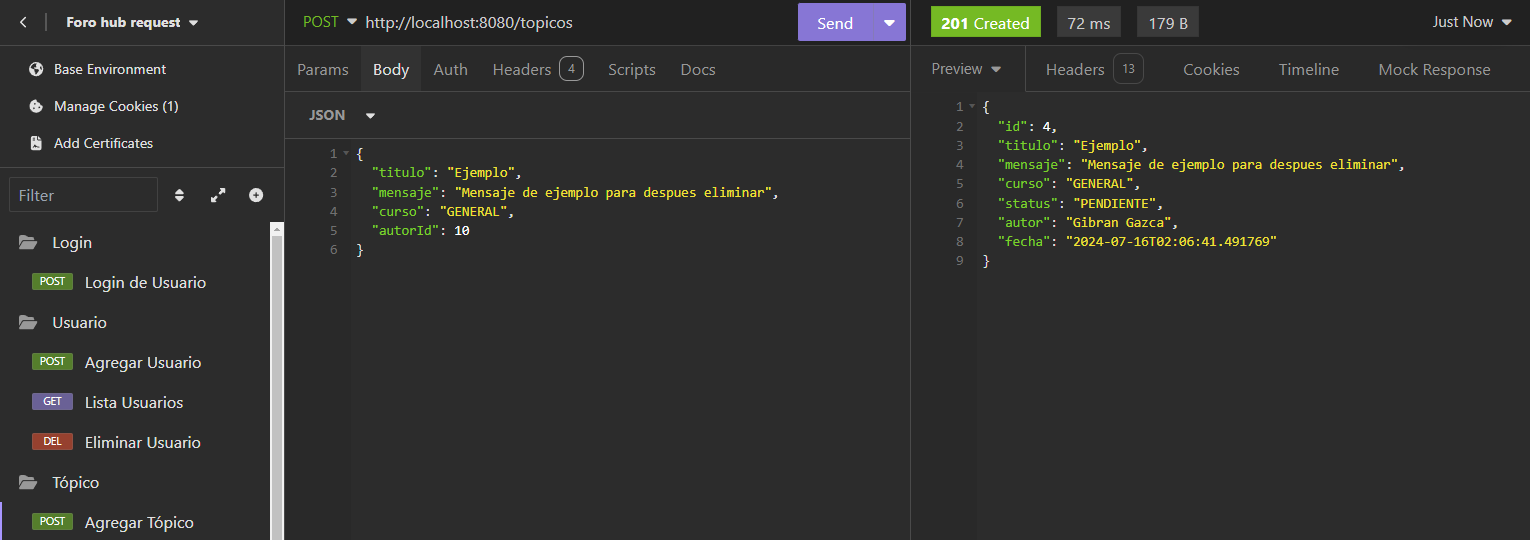 Foro hub request
Base Environment
Manage Cookies (1)
Add Certificates
Filter
Login
POST Login de Usuario
Usuario
POST Agregar Usuario
GET Lista Usuarios
DEL Eliminar Usuario
Tópico
POST Agregar Tópico
POST http://localhost:8080/topicos Send
Params Body Auth Headers 4 Scripts Docs
JSON
1 {
2 "titulo": "Ejemplo",
3 "mensaje": "Mensaje de ejemplo para despues eliminar",
4 "curso": "GENERAL",
5 "autorId": 10
6 }
201 Created 72 ms 179 B Just Now
Preview Headers 13 Cookies Timeline Mock Response
1 {
2 "id": 4,
3 "titulo": "Ejemplo",
4 "mensaje": "Mensaje de ejemplo para despues eliminar",
5 "curso": "GENERAL",
6 "status": "PENDIENTE",
7 "autor": "Gibran Gazca",
8 "fecha": "2024-07-16T02:06:41.491769"
9 }